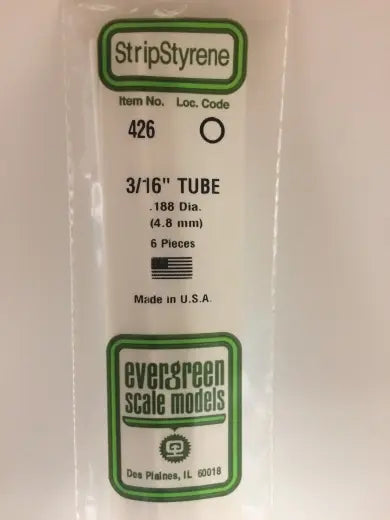 StripStyrene
Item No. Loc. Code
426 O
3/16" TUBE
.188 Dia.
(4.8 mm)
6 Pieces
Made in U.S.A.
evergreen
scale models
Des Plaines, IL 60018